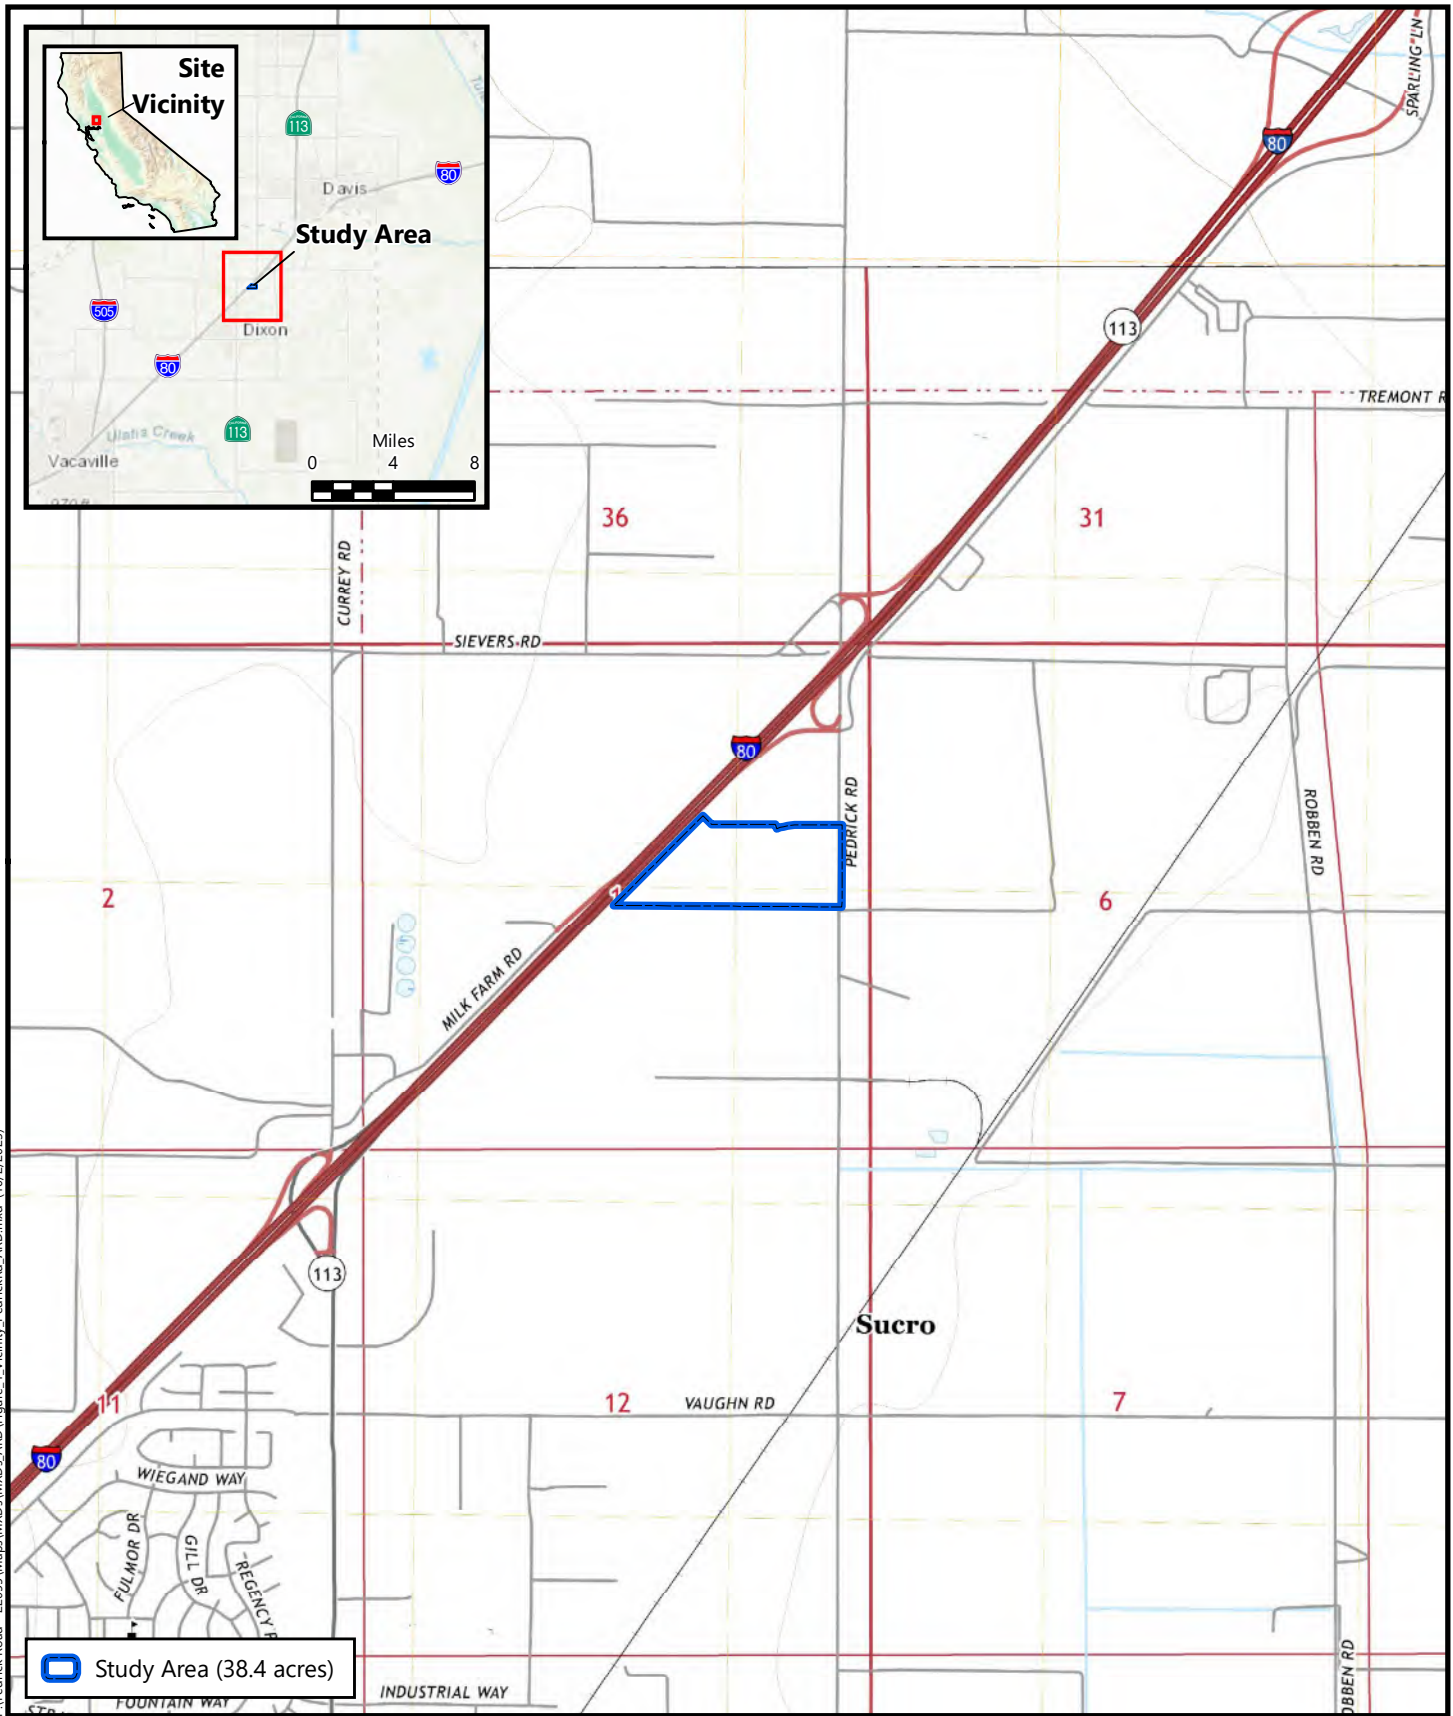 Site
Vicinity
113
80
Davis
Study Area
505
Dixon
80
113
Ulatis Creek
Vacaville
Miles
0 4 8
SPARLING LN
80
113
TREMONT R
36
31
CURREY RD
SIEVERS RD
80
PEDRICK RD
ROBBEN RD
2
6
MILK FARM RD
113
Sucro
11
12
VAUGHN RD
7
80
WIEGAND WAY
FULMOR DR
GILL DR
REGENCY P
Study Area (38.4 acres)
FOUNTAIN WAY
INDUSTRIAL WAY
OBBEN RD